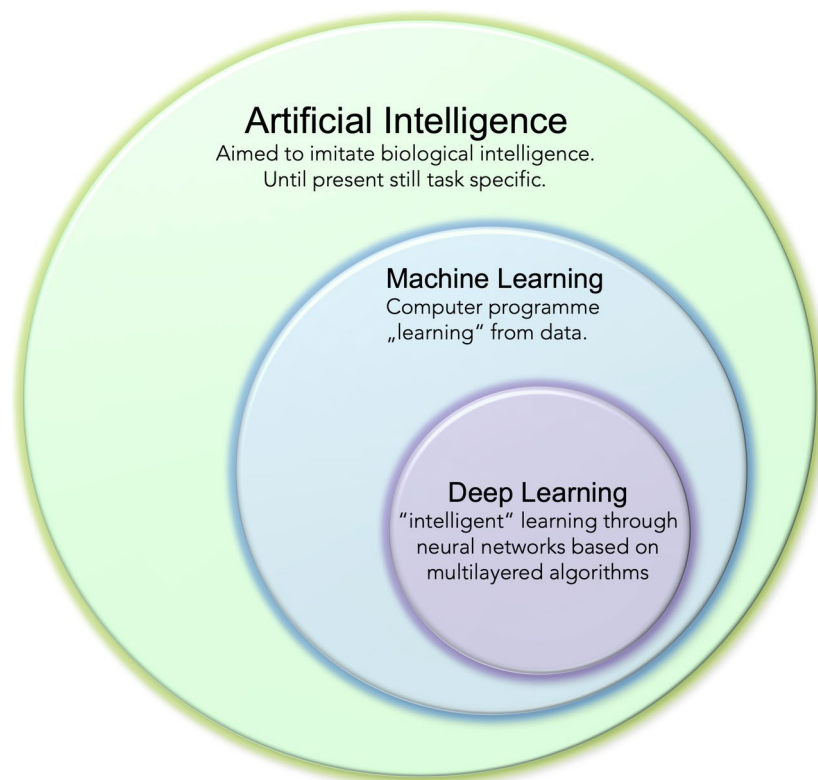 Artificial Intelligence
Aimed to imitate biological intelligence.
Until present still task specific.
Machine Learning
Computer programme
„learning“ from data.
Deep Learning
“intelligent“ learning through
neural networks based on
multilayered algorithms